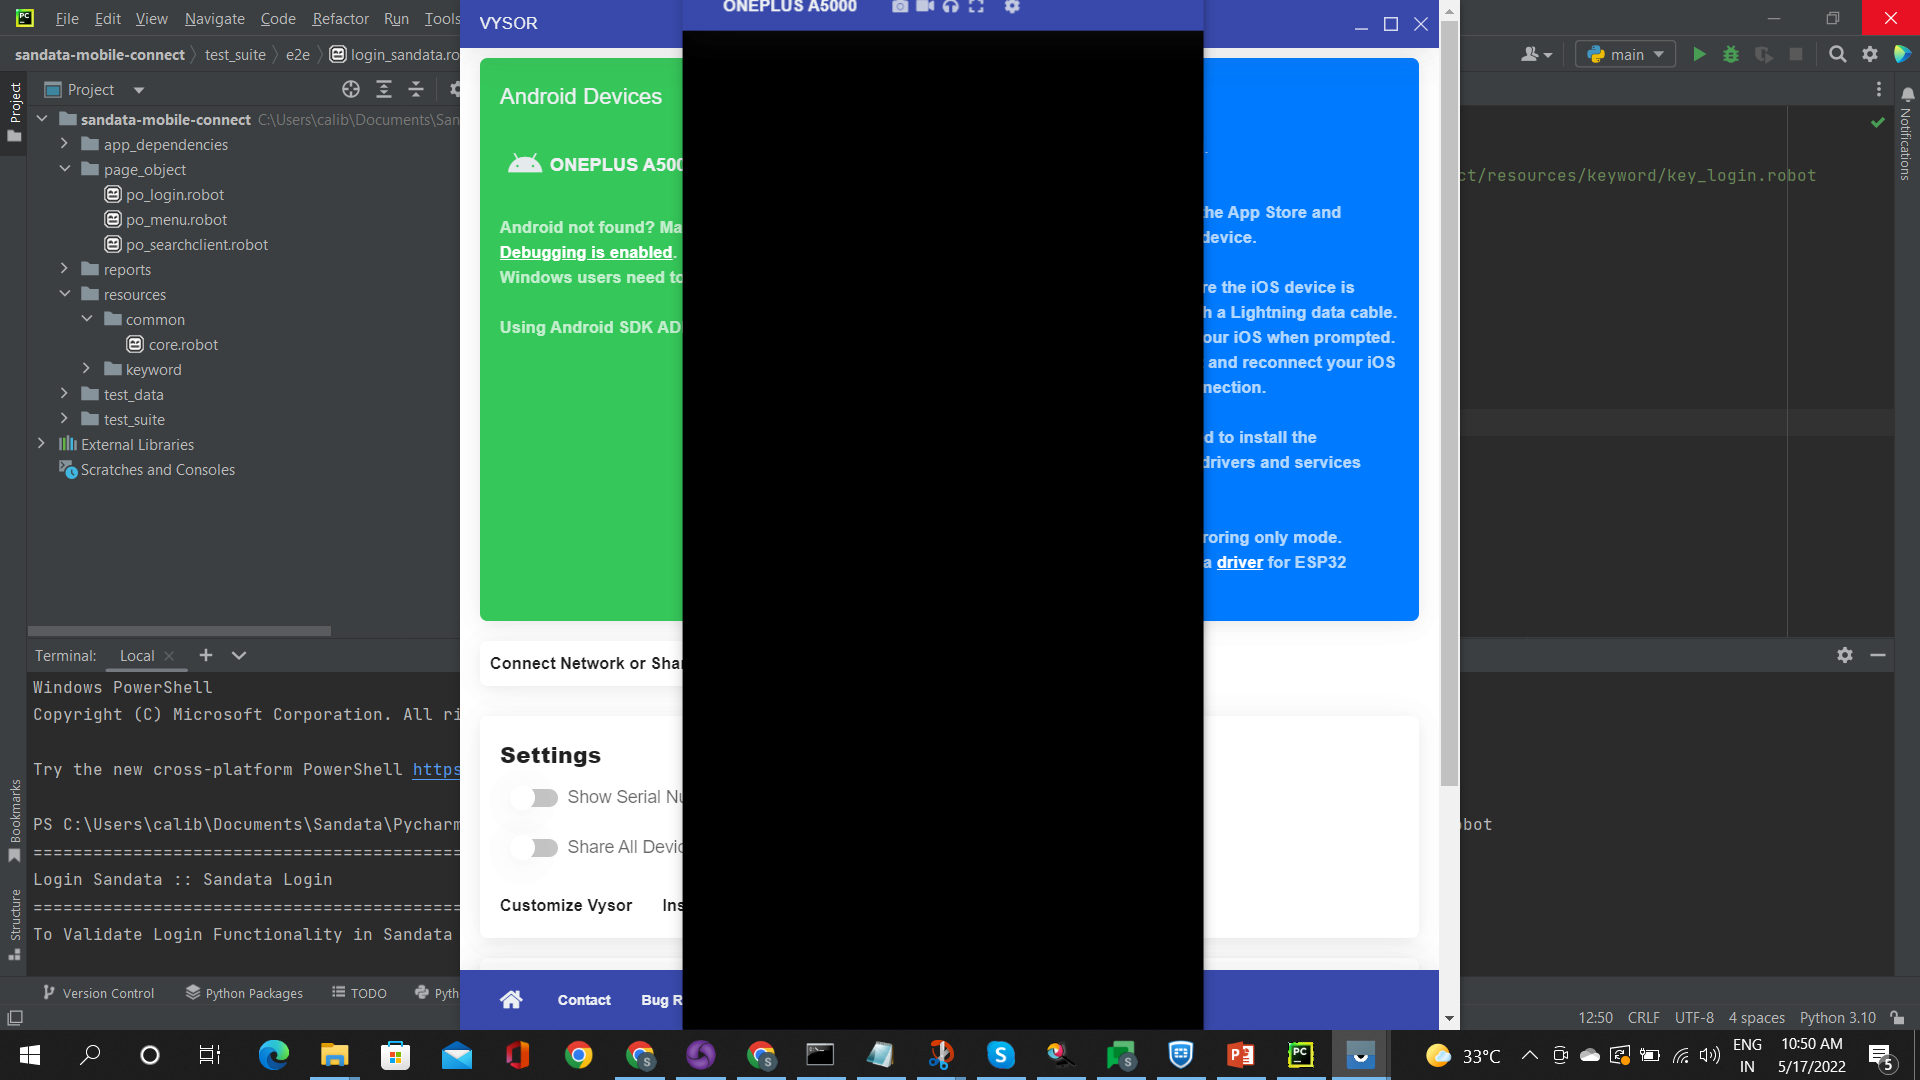 File Edit View Navigate Code Refactor Run Tools
VYSOR
ONEPLUS A5000
sandata-mobile-connect test_suite e2e login_sandata.ro
main
Project
Project
sandata-mobile-connect C:\Users\calib\Documents\San
app_dependencies
page_object
po_login.robot
po_menu.robot
po_searchclient.robot
reports
resources
common
core.robot
keyword
test_data
test_suite
External Libraries
Scratches and Consoles
Android Devices
ONEPLUS A500
Android not found? Ma
Debugging is enabled.
Windows users need to
Using Android SDK AD
he App Store and
device.
re the iOS device is
h a Lightning data cable.
our iOS when prompted.
and reconnect your iOS
nection.
d to install the
drivers and services
roring only mode.
a driver for ESP32
ct/resources/keyword/key_login.robot
Notifications
Connect Network or Shar
Settings
Show Serial Nu
Share All Devic
Customize Vysor Ins
Contact Bug R
Terminal: Local
Windows PowerShell
Copyright (C) Microsoft Corporation. All ri
Try the new cross-platform PowerShell https
PS C:\Users\calib\Documents\Sandata\Pycharm
obot
==========================================
Login Sandata :: Sandata Login
==========================================
To Validate Login Functionality in Sandata
Bookmarks
Structure
Version Control Python Packages TODO Pyth
12:50 CRLF UTF-8 4 spaces Python 3.10
33°C
ENG
IN
10:50 AM
5/17/2022
5